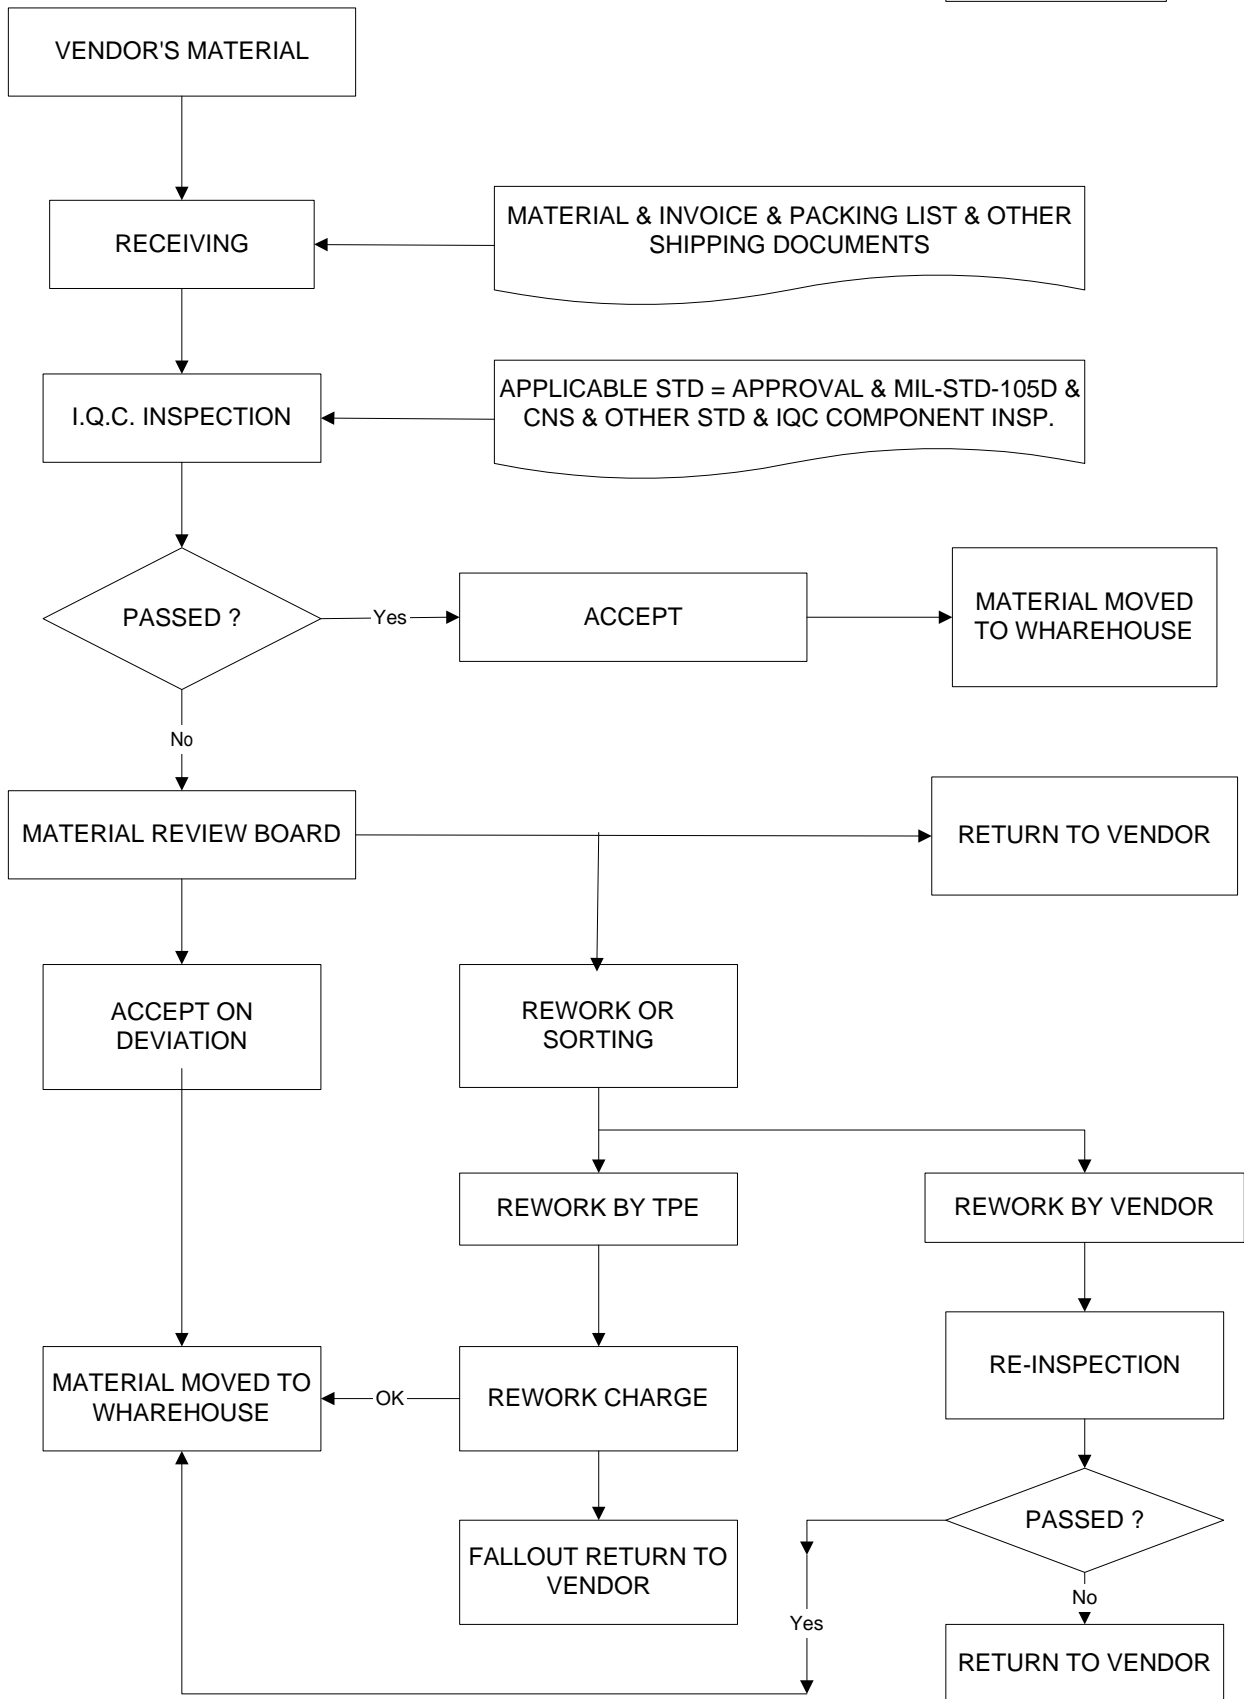 VENDOR'S MATERIAL
RECEIVING
MATERIAL & INVOICE & PACKING LIST & OTHER
SHIPPING DOCUMENTS
I.Q.C. INSPECTION
APPLICABLE STD = APPROVAL & MIL-STD-105D &
CNS & OTHER STD & IQC COMPONENT INSP.
PASSED ?
Yes
ACCEPT
MATERIAL MOVED
TO WHAREHOUSE
No
MATERIAL REVIEW BOARD
RETURN TO VENDOR
ACCEPT ON
DEVIATION
REWORK OR
SORTING
REWORK BY TPE
REWORK BY VENDOR
MATERIAL MOVED TO
WHAREHOUSE
OK
REWORK CHARGE
RE-INSPECTION
FALLOUT RETURN TO
VENDOR
PASSED ?
Yes
No
RETURN TO VENDOR